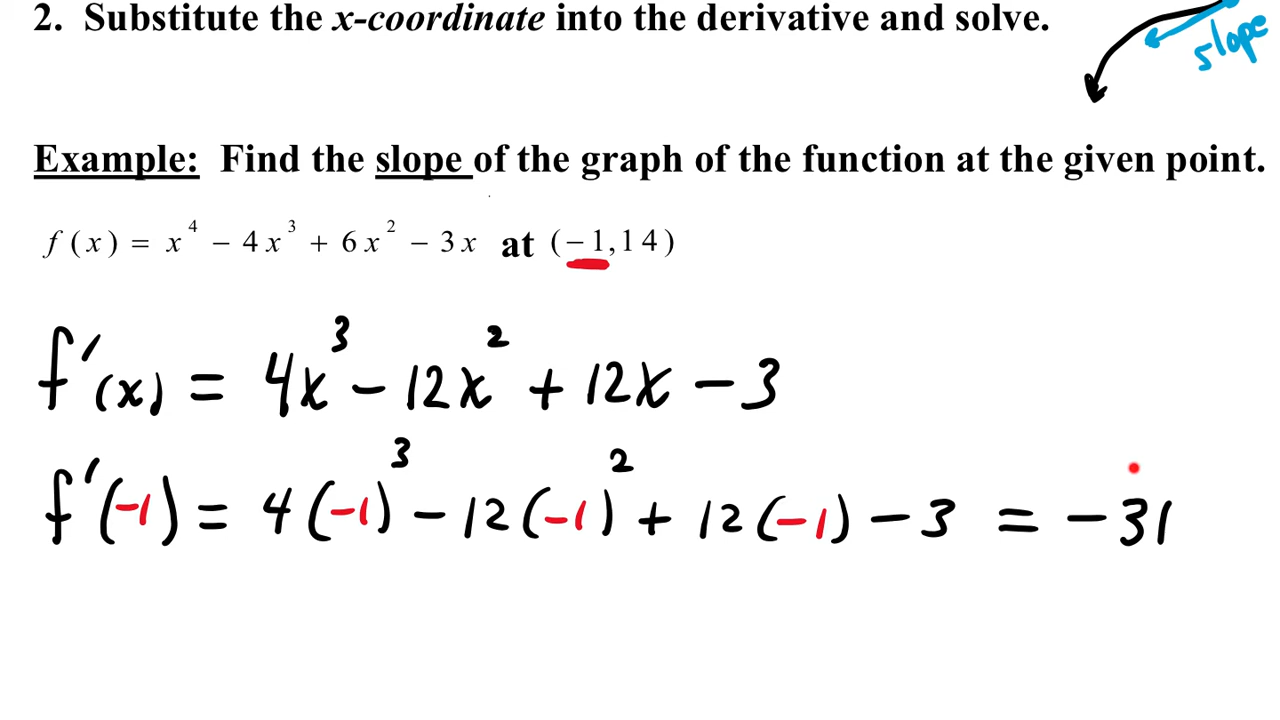 2. Substitute the x-coordinate into the derivative and solve.
slope
Example: Find the slope of the graph of the function at the given point.
f(x) = x⁴ − 4x³ + 6x² − 3x at (−1,14)
f′(x) = 4x³ − 12x² + 12x − 3
f′(−1) = 4(−1)³ − 12(−1)² + 12(−1) − 3 = −31